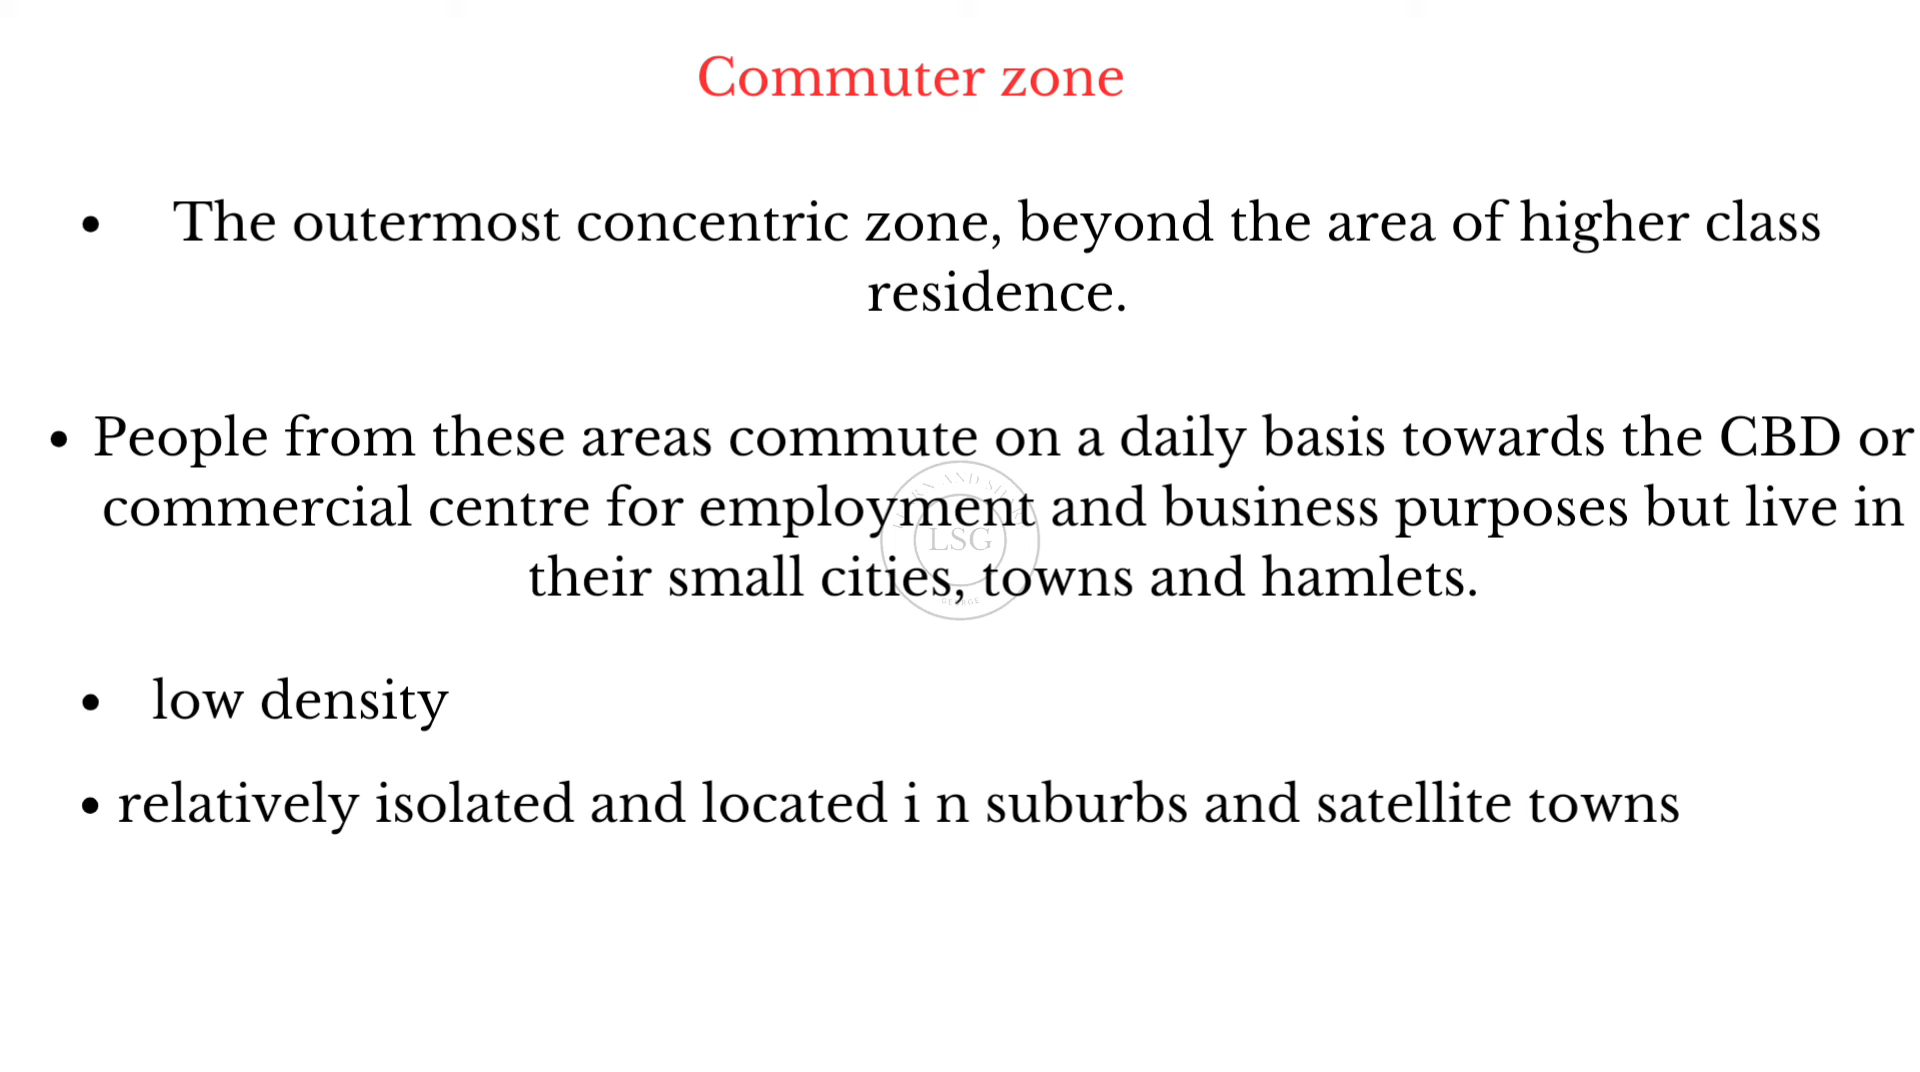 Commuter zone
• The outermost concentric zone, beyond the area of higher class
residence.
• People from these areas commute on a daily basis towards the CBD or
commercial centre for employment and business purposes but live in
their small cities, towns and hamlets.
LSG
• low density
• relatively isolated and located i n suburbs and satellite towns